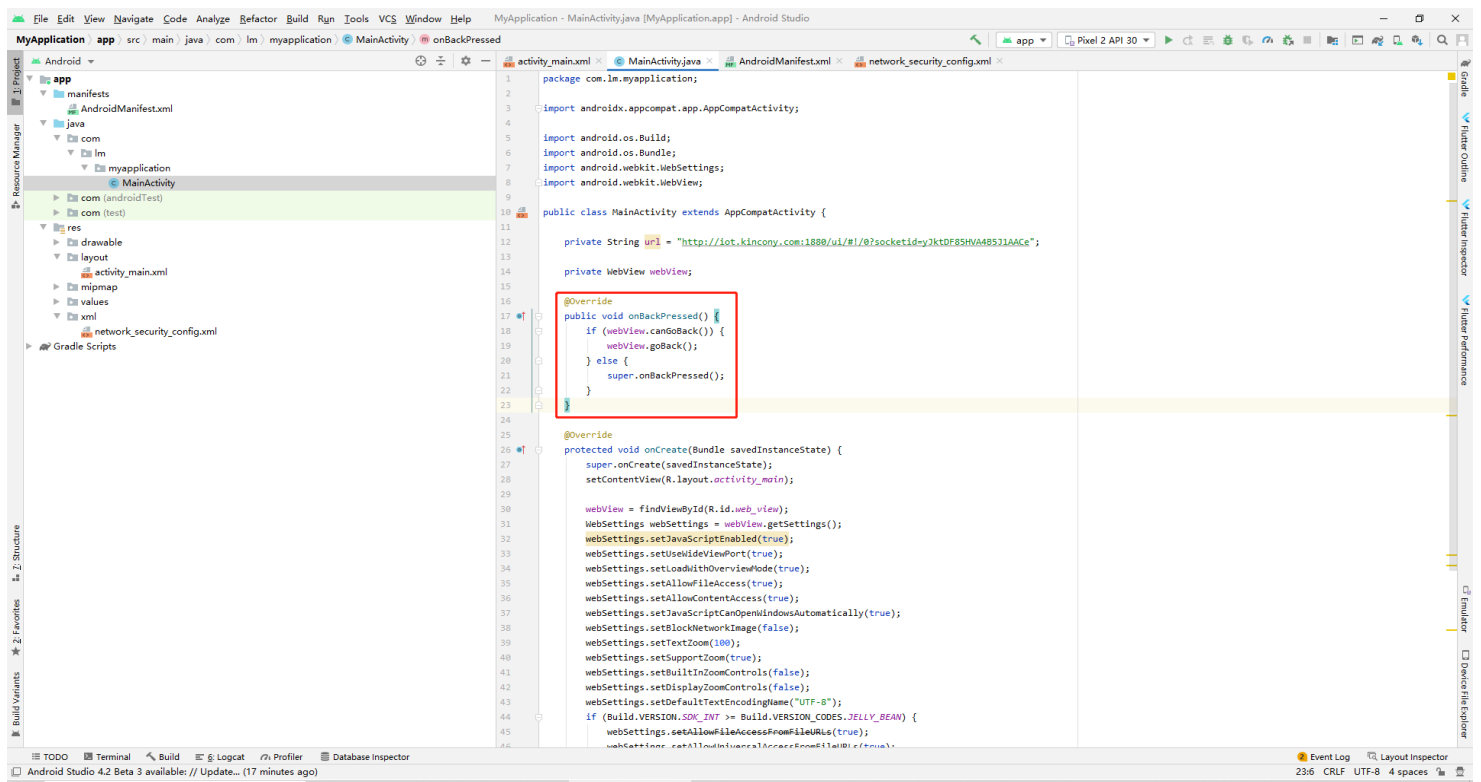 File Edit View Navigate Code Analyze Refactor Build Run Tools VCS Window Help MyApplication - MainActivity.java [MyApplication.app] - Android Studio
MyApplication app src main java com lm myapplication MainActivity onBackPressed app Pixel 2 API 30
1: Project
Resource Manager
Android
app
manifests
AndroidManifest.xml
java
com
lm
myapplication
MainActivity
com (androidTest)
com (test)
res
drawable
layout
activity_main.xml
mipmap
values
xml
network_security_config.xml
Gradle Scripts
activity_main.xml MainActivity.java AndroidManifest.xml network_security_config.xml
1 package com.lm.myapplication;
2
3 import androidx.appcompat.app.AppCompatActivity;
4
5 import android.os.Build;
6 import android.os.Bundle;
7 import android.webkit.WebSettings;
8 import android.webkit.WebView;
9
10 public class MainActivity extends AppCompatActivity {
11
12 private String url = "http://iot.kincony.com:1880/ui/#!/0?socketid=yJktDF85HVA4B5J1AACe";
13
14 private WebView webView;
15
16 @Override
17 public void onBackPressed() {
18 if (webView.canGoBack()) {
19 webView.goBack();
20 } else {
21 super.onBackPressed();
22 }
23 }
24
25 @Override
26 protected void onCreate(Bundle savedInstanceState) {
27 super.onCreate(savedInstanceState);
28 setContentView(R.layout.activity_main);
29
30 webView = findViewById(R.id.web_view);
31 WebSettings webSettings = webView.getSettings();
32 webSettings.setJavaScriptEnabled(true);
33 webSettings.setUseWideViewPort(true);
34 webSettings.setLoadWithOverviewMode(true);
35 webSettings.setAllowFileAccess(true);
36 webSettings.setAllowContentAccess(true);
37 webSettings.setJavaScriptCanOpenWindowsAutomatically(true);
38 webSettings.setBlockNetworkImage(false);
39 webSettings.setTextZoom(100);
40 webSettings.setSupportZoom(true);
41 webSettings.setBuiltInZoomControls(false);
42 webSettings.setDisplayZoomControls(false);
43 webSettings.setDefaultTextEncodingName("UTF-8");
44 if (Build.VERSION.SDK_INT >= Build.VERSION_CODES.JELLY_BEAN) {
45 webSettings.setAllowFileAccessFromFileURLs(true);
46 webSettings.setAllowUniversalAccessFromFileURLs(true);
Gradle
Flutter Outline
Flutter Inspector
Flutter Performance
Emulator
Device File Explorer
7: Structure
2: Favorites
Build Variants
TODO Terminal Build 6: Logcat Profiler Database Inspector 2 Event Log Layout Inspector
Android Studio 4.2 Beta 3 available: // Update... (17 minutes ago) 23:6 CRLF UTF-8 4 spaces